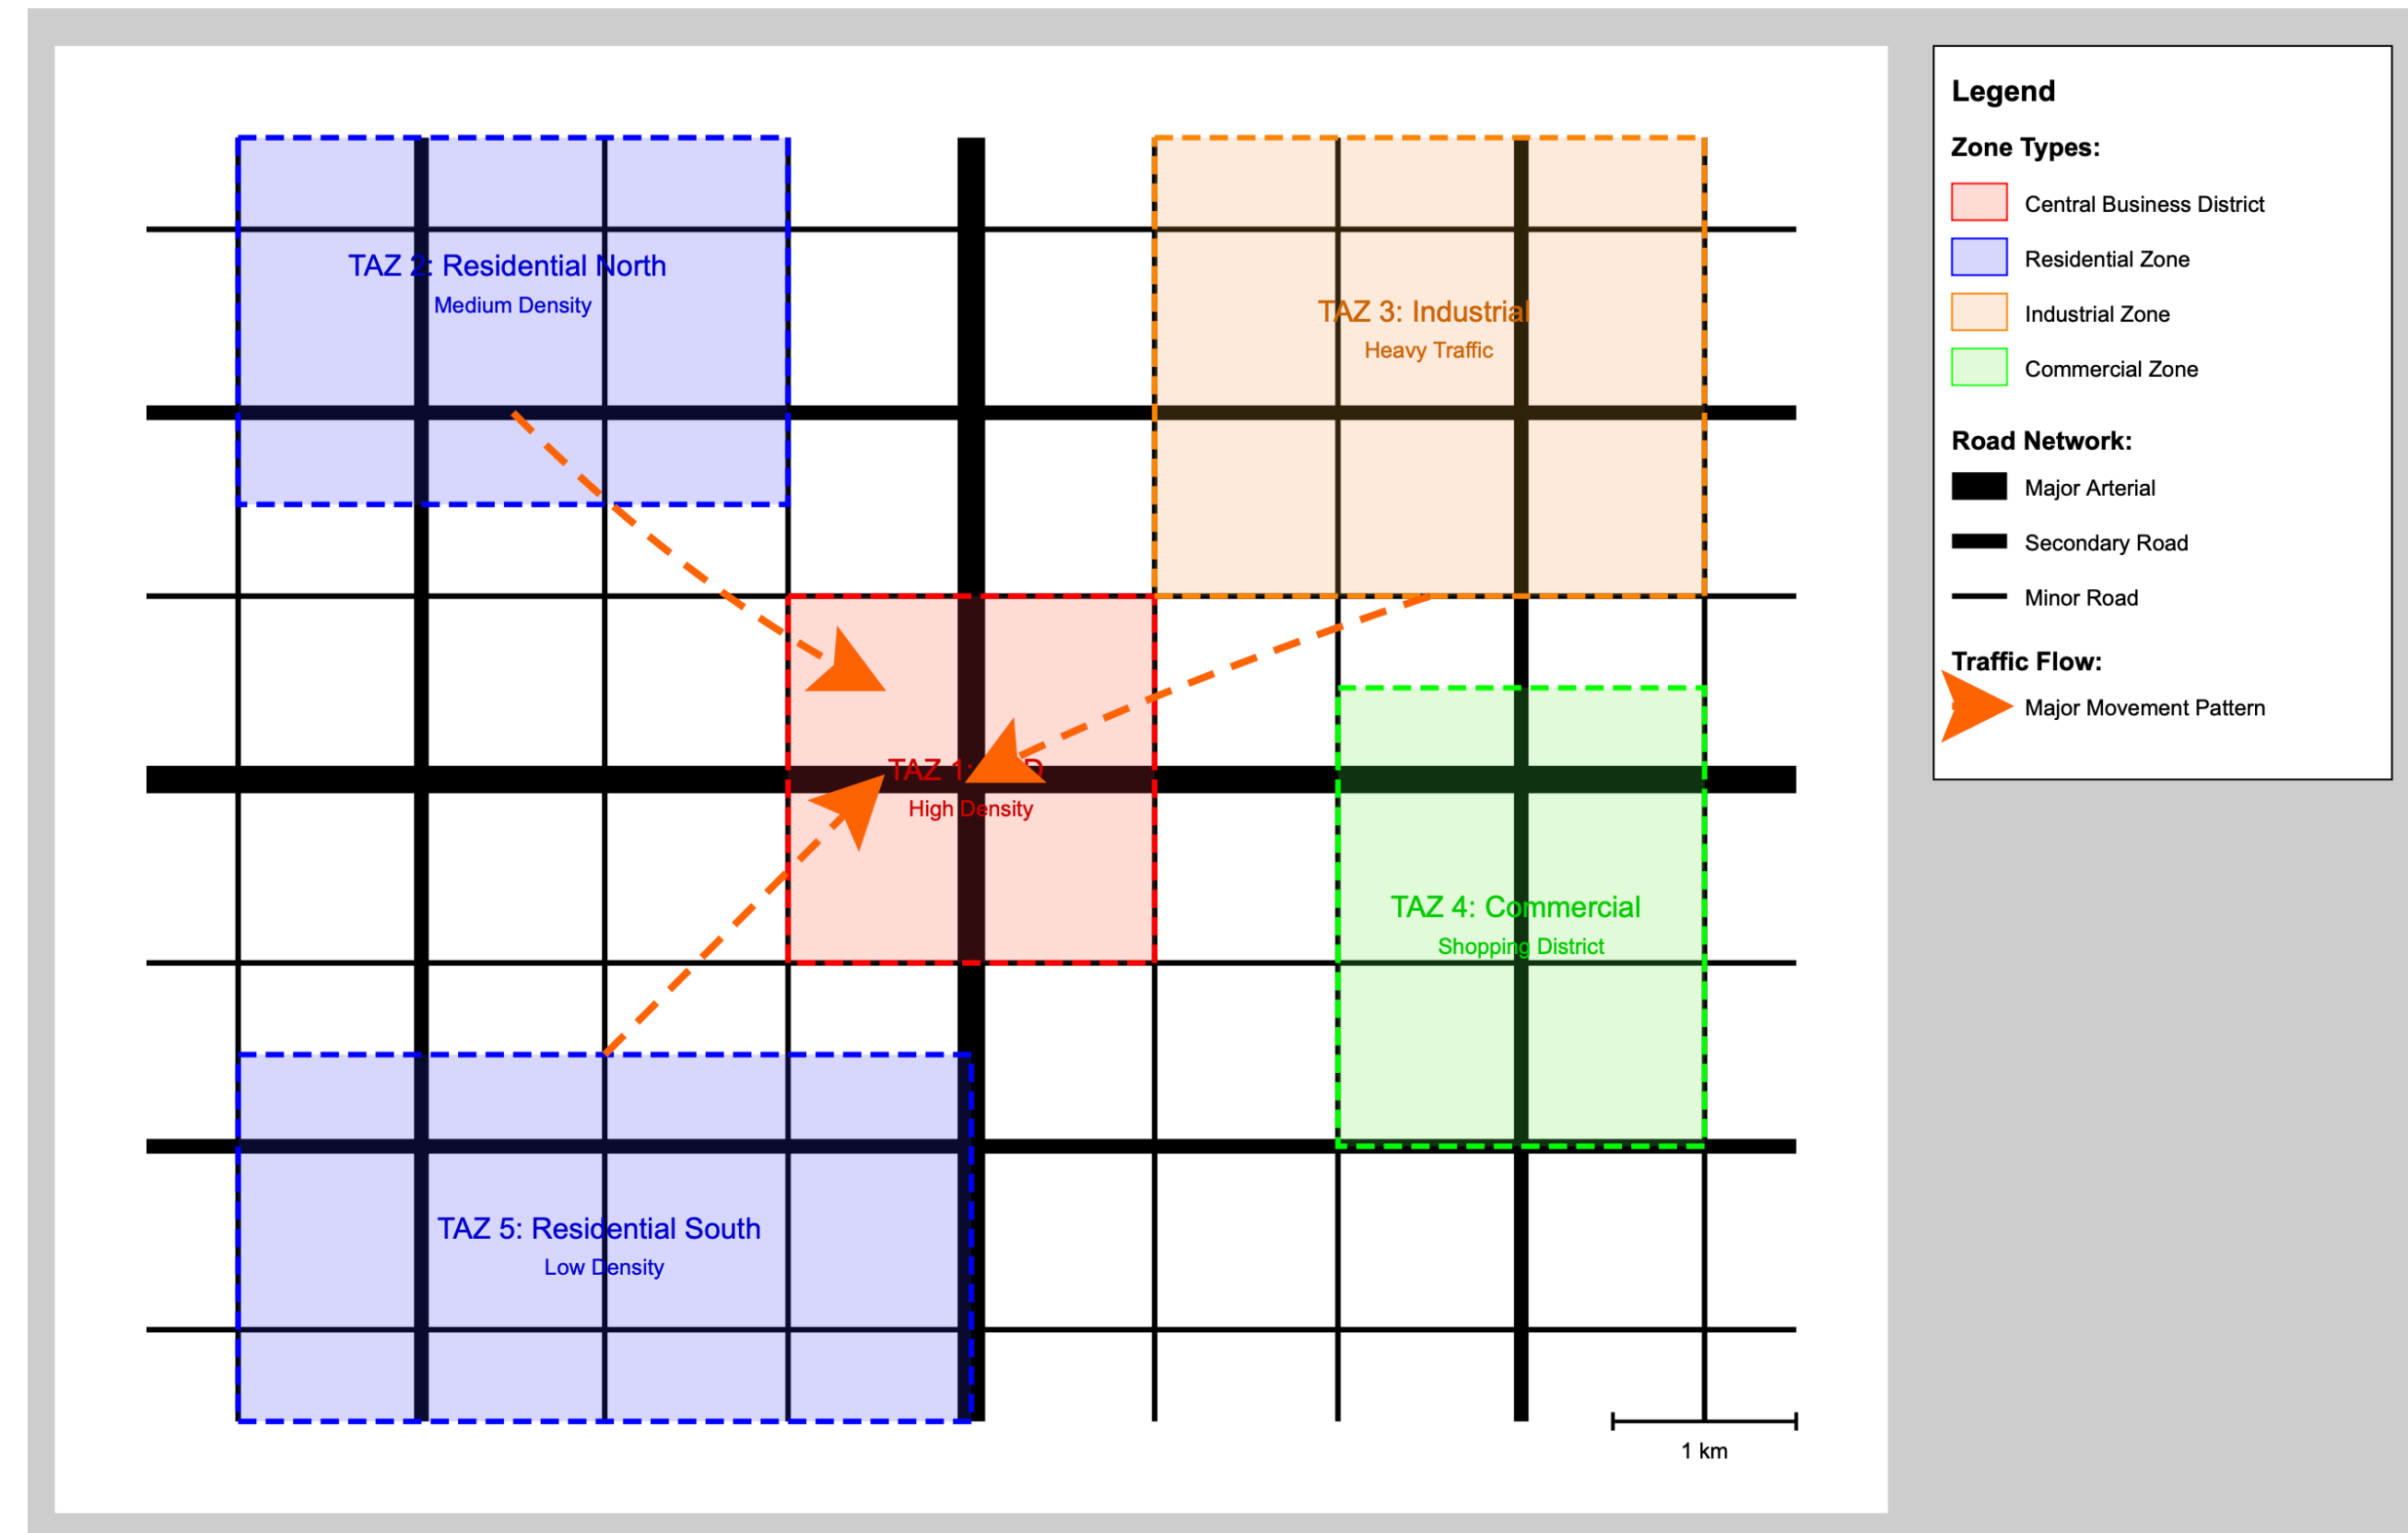 TAZ 2: Residential North
Medium Density
TAZ 3: Industrial
Heavy Traffic
TAZ 1: D
High Density
TAZ 4: Commercial
Shopping District
TAZ 5: Residential South
Low Density
1 km
Legend
Zone Types:
Central Business District
Residential Zone
Industrial Zone
Commercial Zone
Road Network:
Major Arterial
Secondary Road
Minor Road
Traffic Flow:
Major Movement Pattern